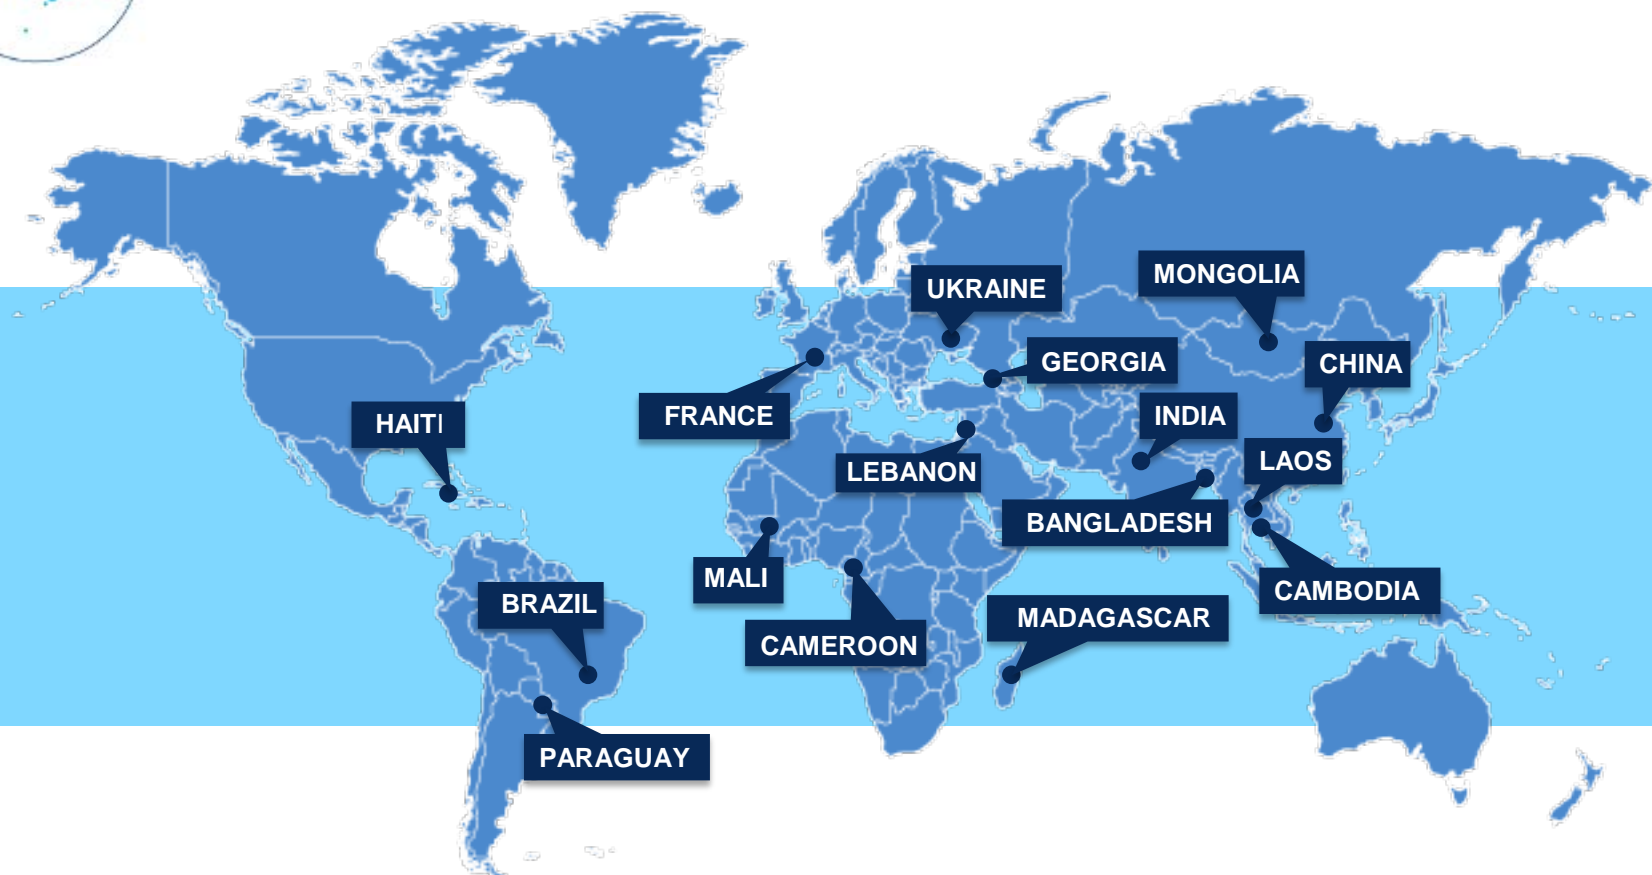 MONGOLIA
UKRAINE
GEORGIA
CHINA
FRANCE
INDIA
HAITI
LEBANON
LAOS
BANGLADESH
MALI
CAMBODIA
BRAZIL
MADAGASCAR
CAMEROON
PARAGUAY